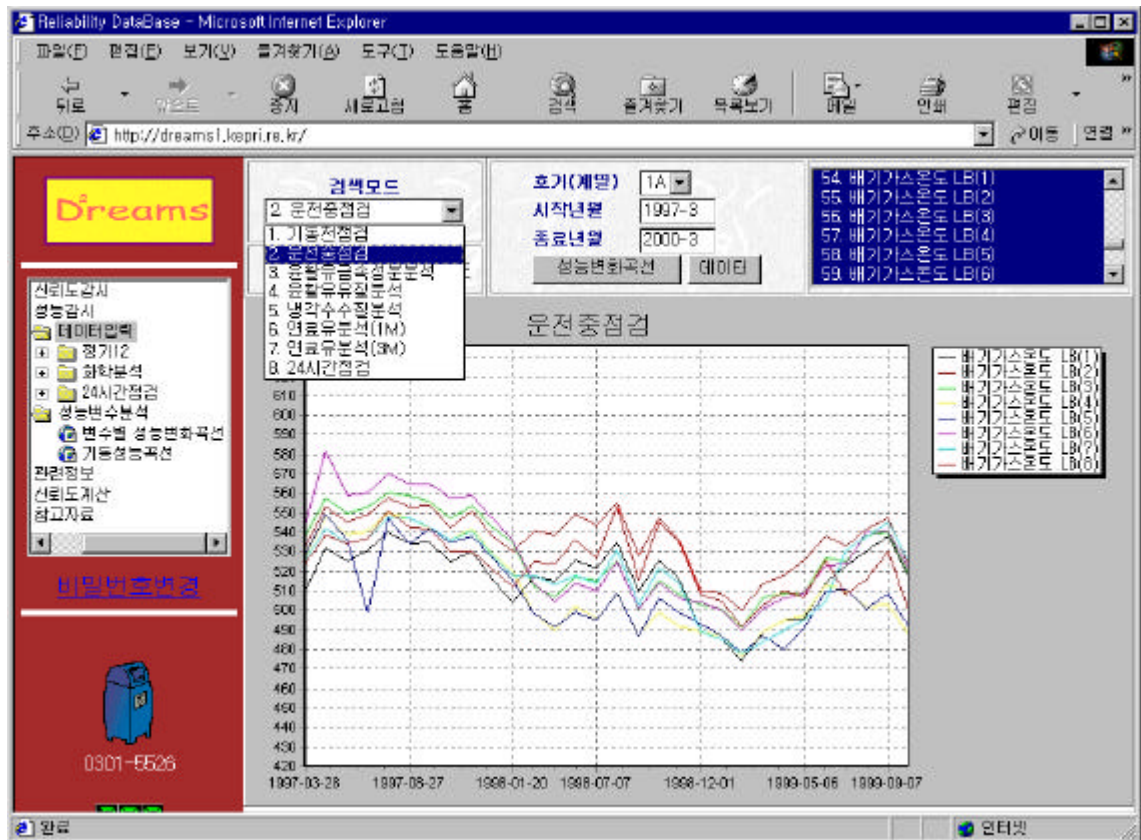 Reliability DataBase - Microsoft Internet Explorer
파일(F) 편집(E) 보기(V) 즐겨찾기(A) 도구(T) 도움말(H)
뒤로 앞으로 중지 새로고침 홈 검색 즐겨찾기 목록보기 메일 인쇄 편집
주소(D) http://dreams1.kepri.re.kr/ 이동 연결
D²reams
신뢰도감시
성능감시
데이터입력
정기12
화학분석
24시간점검
성능변수분석
변수별 성능변화곡선
기동성능곡선
관련정보
신뢰도계산
참고자료
비밀번호변경
0301-5526
검색모드
2. 운전중점검
1. 기동전점검
2. 운전중점검
3. 윤활유금속성분분석
4. 윤활유유질분석
5. 냉각수수질분석
6. 연료유분석(1M)
7. 연료유분석(3M)
8. 24시간점검
호기(계열) 1A
시작년월 1997-3
종료년월 2000-3
성능변화곡선 데이타
54. 배기가스온도 LB(1)
55. 배기가스온도 LB(2)
56. 배기가스온도 LB(3)
57. 배기가스온도 LB(4)
58. 배기가스온도 LB(5)
59. 배기가스온도 LB(6)
운전중점검
610
600
590
580
570
560
550
540
530
520
510
500
490
480
470
460
450
440
430
420
1997-03-28 1997-08-27 1998-01-20 1998-07-07 1998-12-01 1999-05-06 1999-09-07
배기가스온도 LB(1)
배기가스온도 LB(2)
배기가스온도 LB(3)
배기가스온도 LB(4)
배기가스온도 LB(5)
배기가스온도 LB(6)
배기가스온도 LB(7)
배기가스온도 LB(8)
완료
인터넷